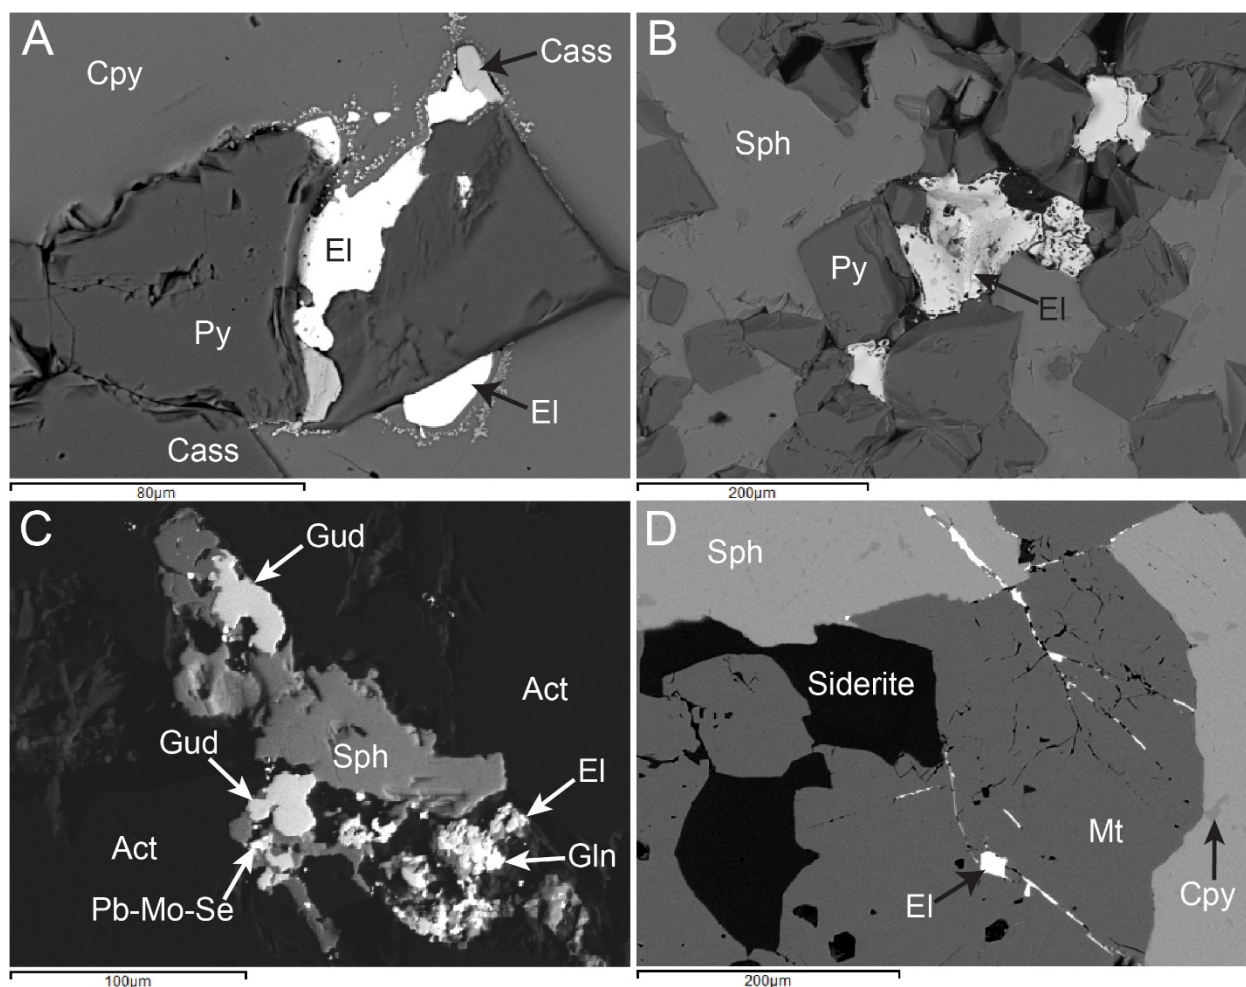 A
Cpy
Cass
El
Py
El
Cass
80µm
B
Sph
Py
El
200µm
C
Gud
Act
Gud
Sph
El
Act
Gln
Pb-Mo-Se
100µm
D
Sph
Siderite
Mt
El
Cpy
200µm